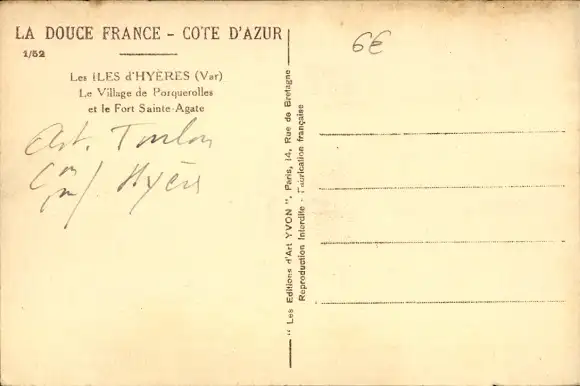 LA DOUCE FRANCE - COTE D'AZUR
1/52
Les ILES d'HYÈRES (Var)
Le Village de Porquerolles
et le Fort Sainte-Agate
Toulon
Hyères
6€
" Les Editions d'Art YVON ", Paris, 14, Rue de Bretagne
Reproduction Interdite - Fabrication française